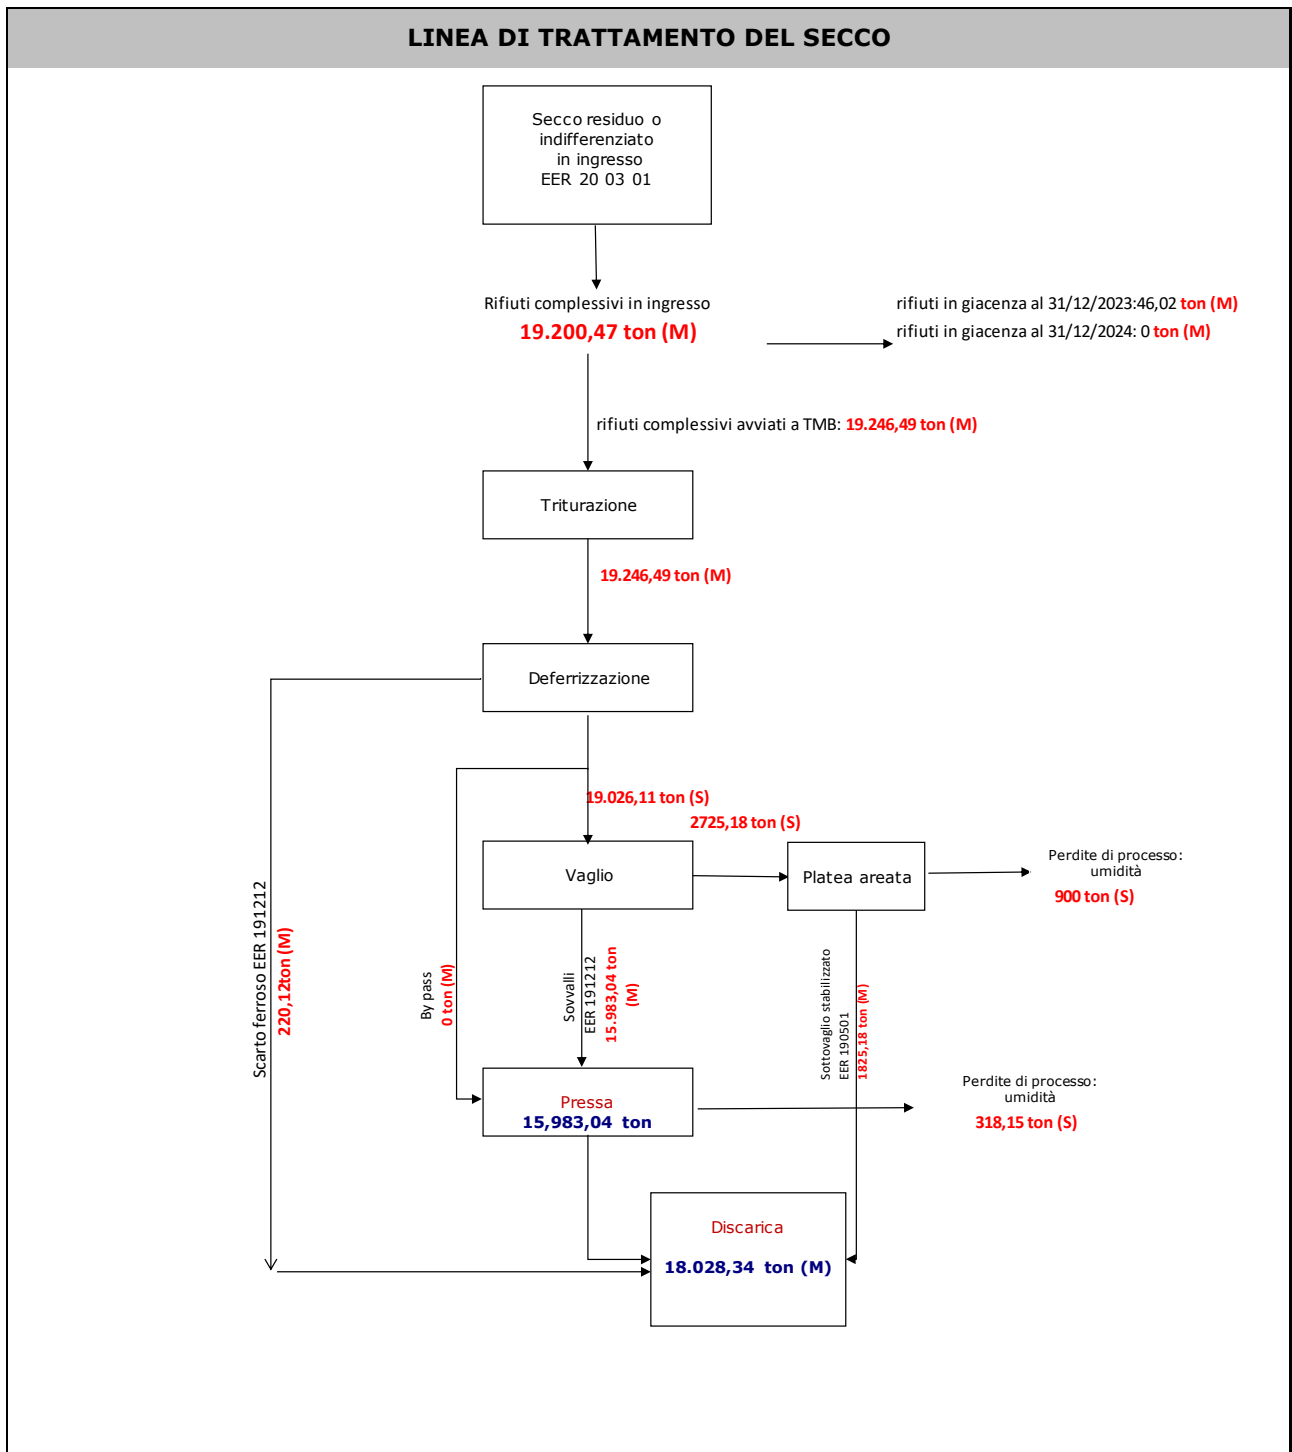 LINEA DI TRATTAMENTO DEL SECCO
Secco residuo o
indifferenziato
in ingresso
EER 20 03 01
Rifiuti complessivi in ingresso
19.200,47 ton (M)
rifiuti in giacenza al 31/12/2023:46,02 ton (M)
rifiuti in giacenza al 31/12/2024: 0 ton (M)
rifiuti complessivi avviati a TMB: 19.246,49 ton (M)
Triturazione
19.246,49 ton (M)
Deferrizzazione
19.026,11 ton (S)
2725,18 ton (S)
Vaglio
Platea areata
Perdite di processo:
umidità
900 ton (S)
Scarto ferroso EER 191212
220,12ton (M)
By pass
0 ton (M)
Sovvalli
EER 191212
15.983,04 ton
(M)
Sottovaglio stabilizzato
EER 190501
1825,18 ton (M)
Pressa
15,983,04 ton
Perdite di processo:
umidità
318,15 ton (S)
Discarica
18.028,34 ton (M)